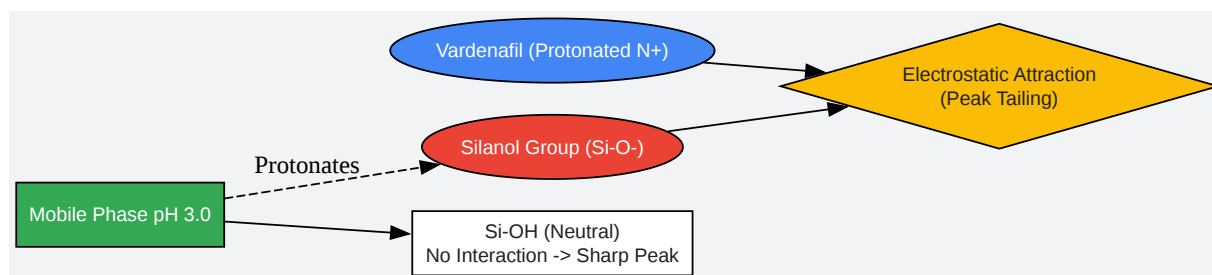 Vardenafil (Protonated N+)
Electrostatic Attraction
(Peak Tailing)
Silanol Group (Si-O-)
Protonates
Mobile Phase pH 3.0
Si-OH (Neutral)
No Interaction -> Sharp Peak